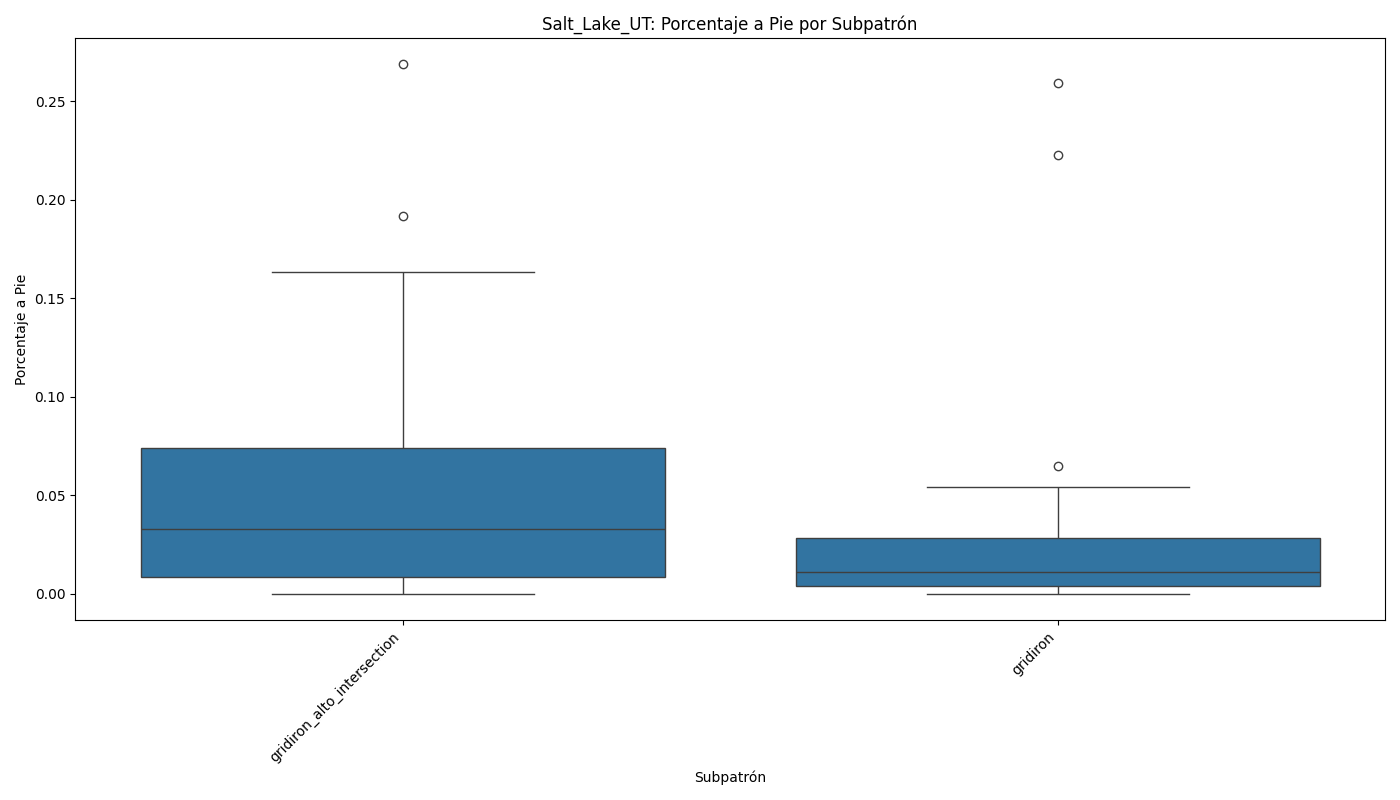 Salt_Lake_UT: Porcentaje a Pie por Subpatrón
Porcentaje a Pie
0.25
0.20
0.15
0.10
0.05
0.00
gridiron_alto_intersection
gridiron
Subpatrón